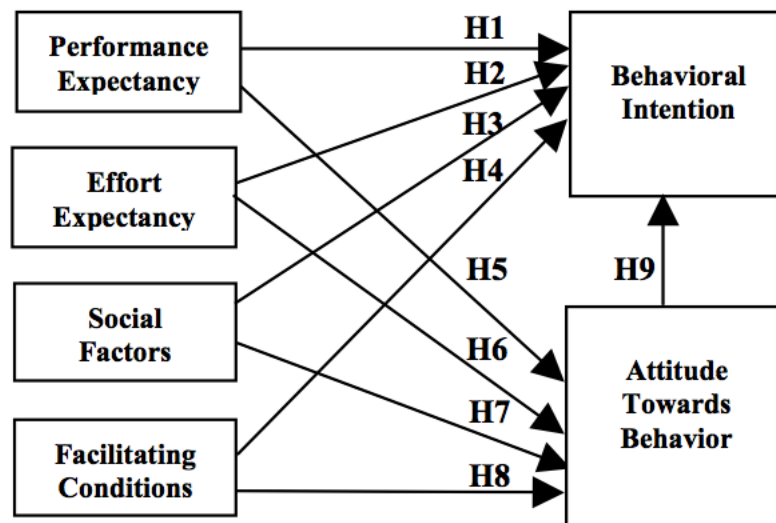 Performance
Expectancy
Effort
Expectancy
Social
Factors
Facilitating
Conditions
H1
H2
H3
H4
H5
H6
H7
H8
Behavioral
Intention
H9
Attitude
Towards
Behavior